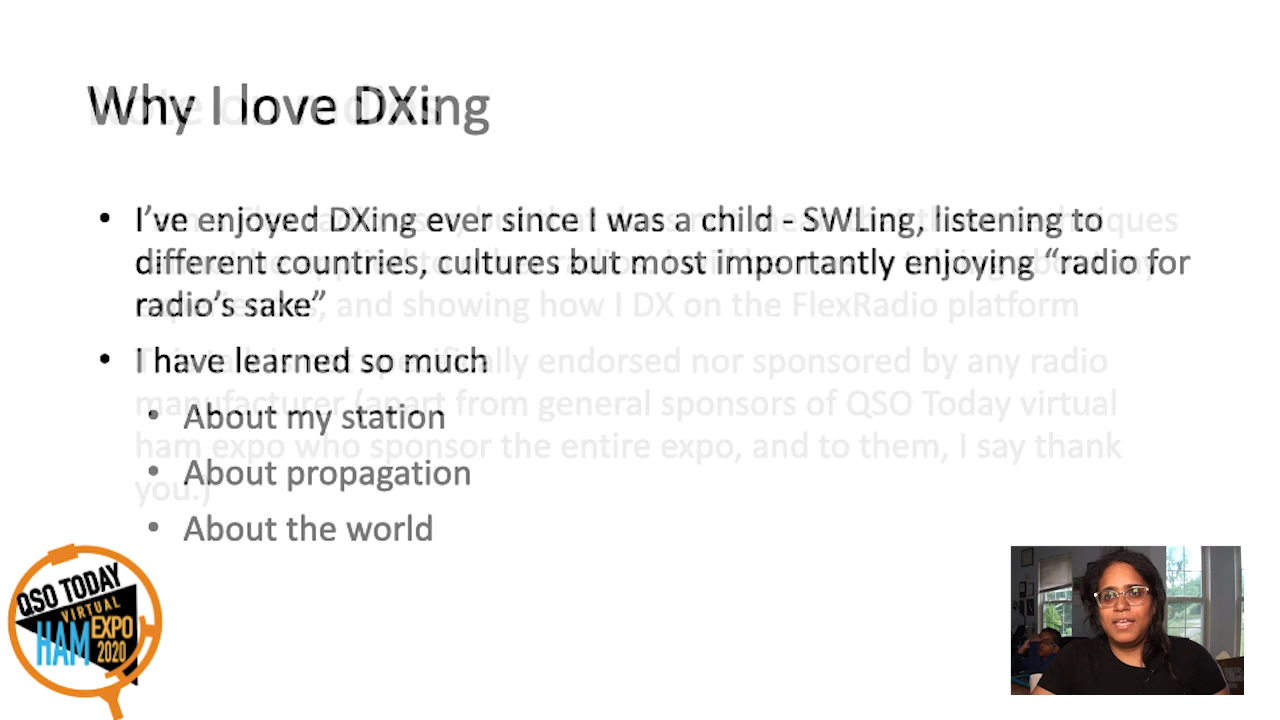 Why I love DXing
• I've enjoyed DXing ever since I was a child - SWLing, listening to
different countries, cultures but most importantly enjoying “radio for
radio's sake”
and showing how I DX on the FlexRadio platform
• I have learned so much
specifically endorsed nor sponsored by any radio
• About my station
manufacturer (apart from general sponsors of QSO Today virtual
ham expo who sponsor the entire expo, and to them, I say thank
• About propagation
you.)
• About the world
QSO TODAY
VIRTUAL
HAM EXPO
2020